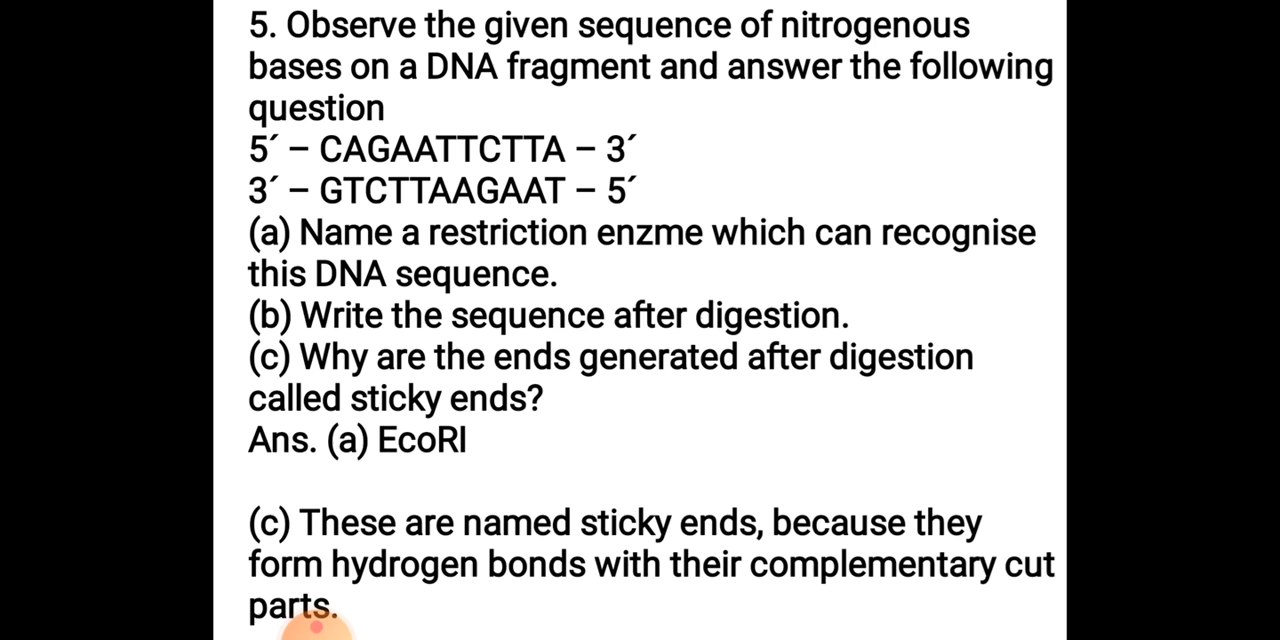 5. Observe the given sequence of nitrogenous
bases on a DNA fragment and answer the following
question
5´ – CAGAATTCTTA – 3´
3´ – GTCTTAAGAAT – 5´
(a) Name a restriction enzme which can recognise
this DNA sequence.
(b) Write the sequence after digestion.
(c) Why are the ends generated after digestion
called sticky ends?
Ans. (a) EcoRI
(c) These are named sticky ends, because they
form hydrogen bonds with their complementary cut
parts.